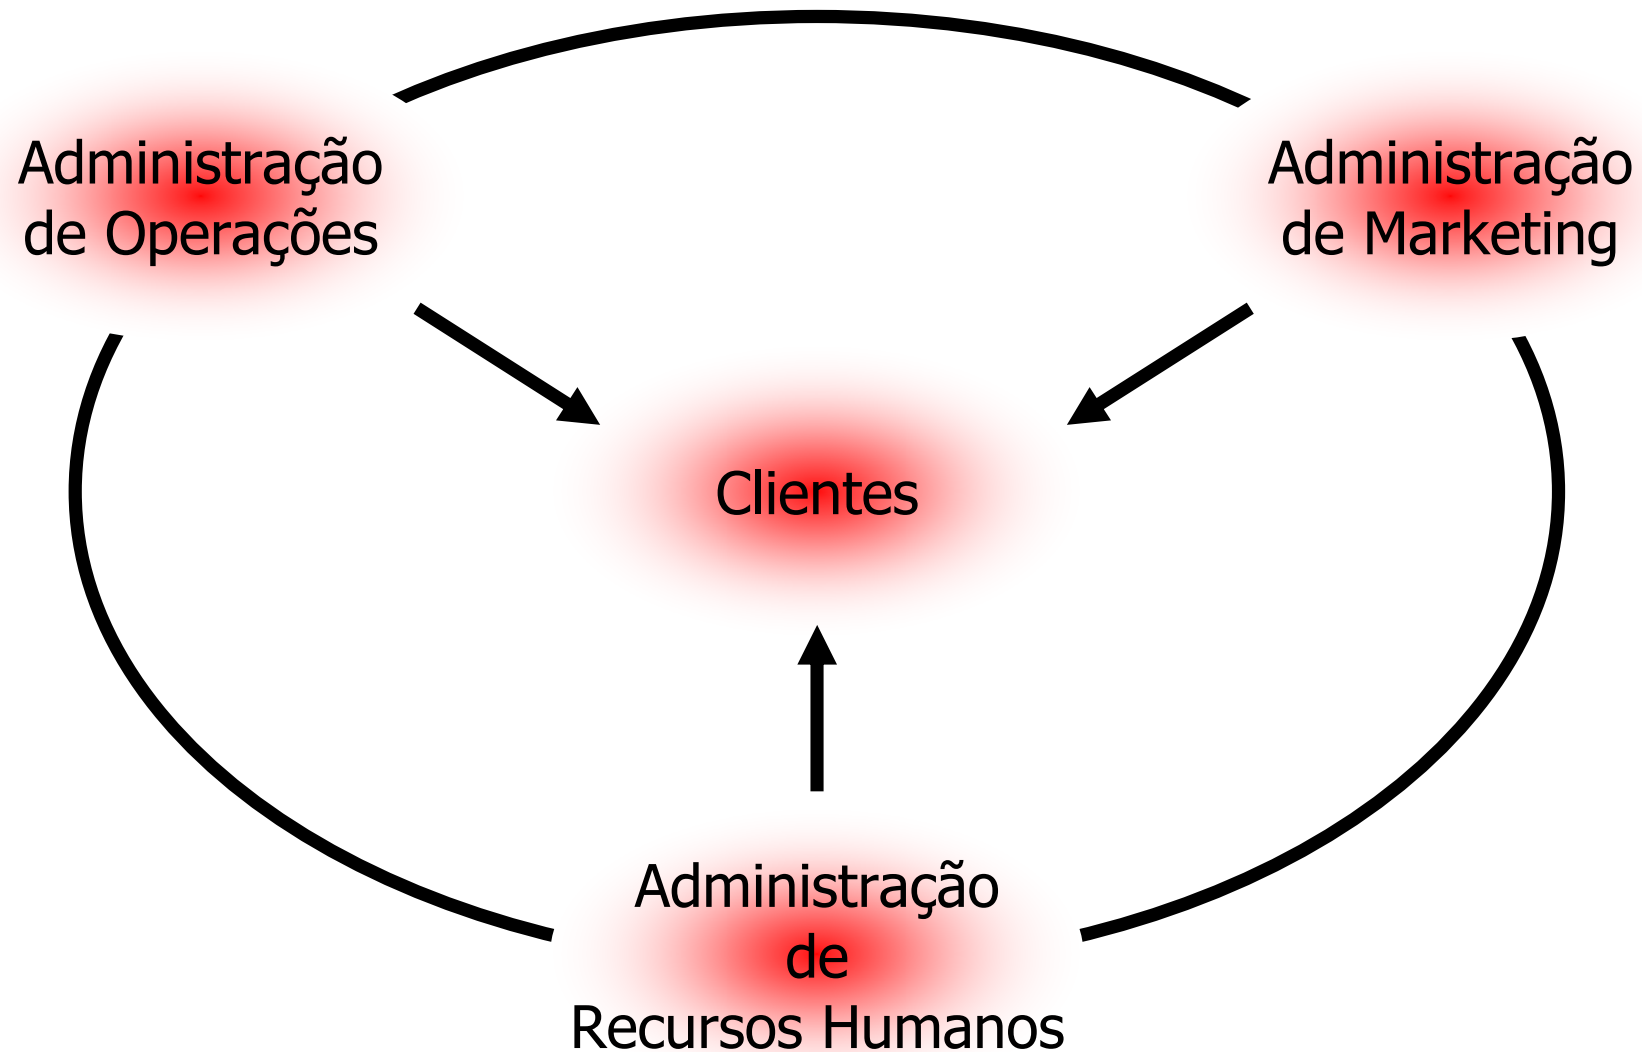 Administração
de Operações
Administração
de Marketing
Clientes
Administração
de
Recursos Humanos